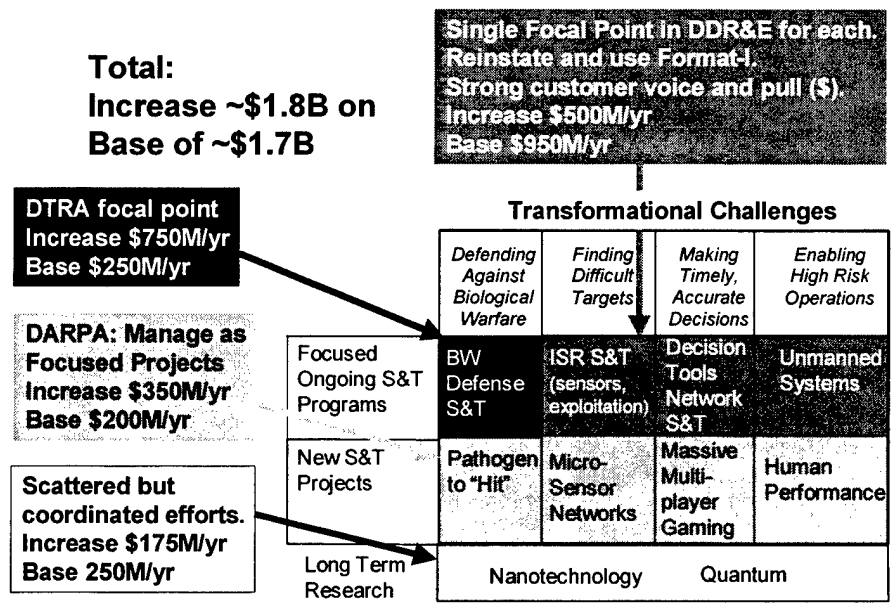 Total:
Increase ~$1.8B on
Base of ~$1.7B
Single Focal Point in DDR&E for each.
Reinstate and use Format-I.
Strong customer voice and pull ($).
Increase $500M/yr
Base $950M/yr
DTRA focal point
Increase $750M/yr
Base $250M/yr
DARPA: Manage as
Focused Projects
Increase $350M/yr
Base $200M/yr
Scattered but
coordinated efforts.
Increase $175M/yr
Base 250M/yr
Transformational Challenges
Defending
Against
Biological
Warfare
Finding
Difficult
Targets
Making
Timely,
Accurate
Decisions
Enabling
High Risk
Operations
Focused
Ongoing S&T
Programs
BW
Defense
S&T
ISR S&T
(sensors,
exploitation)
Decision
Tools
Network
S&T
Unmanned
Systems
New S&T
Projects
Pathogen
to "Hit"
Micro-
Sensor
Networks
Massive
Multi-
player
Gaming
Human
Performance
Long Term
Research
Nanotechnology
Quantum